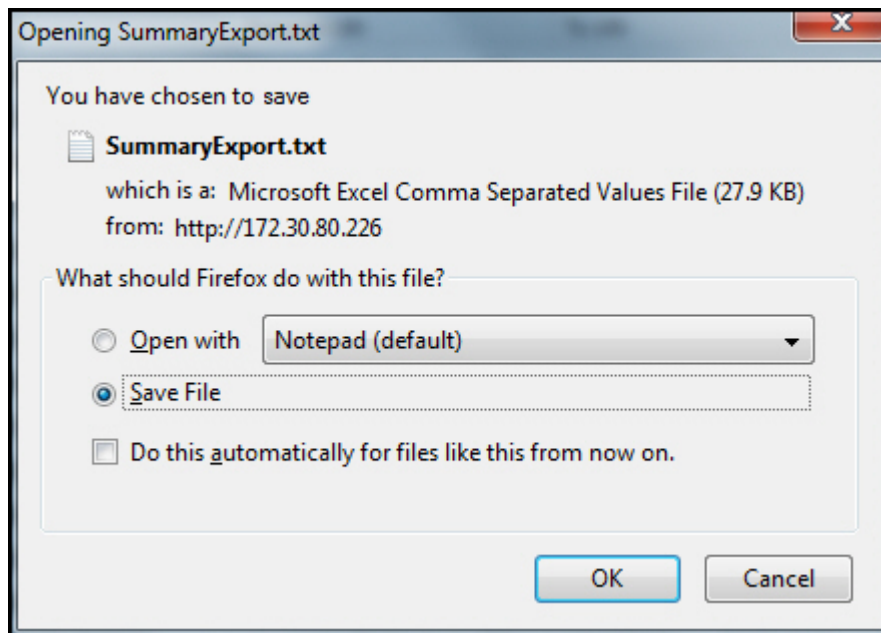 Opening SummaryExport.txt
You have chosen to save
SummaryExport.txt
which is a: Microsoft Excel Comma Separated Values File (27.9 KB)
from: http://172.30.80.226
What should Firefox do with this file?
Open with Notepad (default)
Save File
Do this automatically for files like this from now on.
OK Cancel